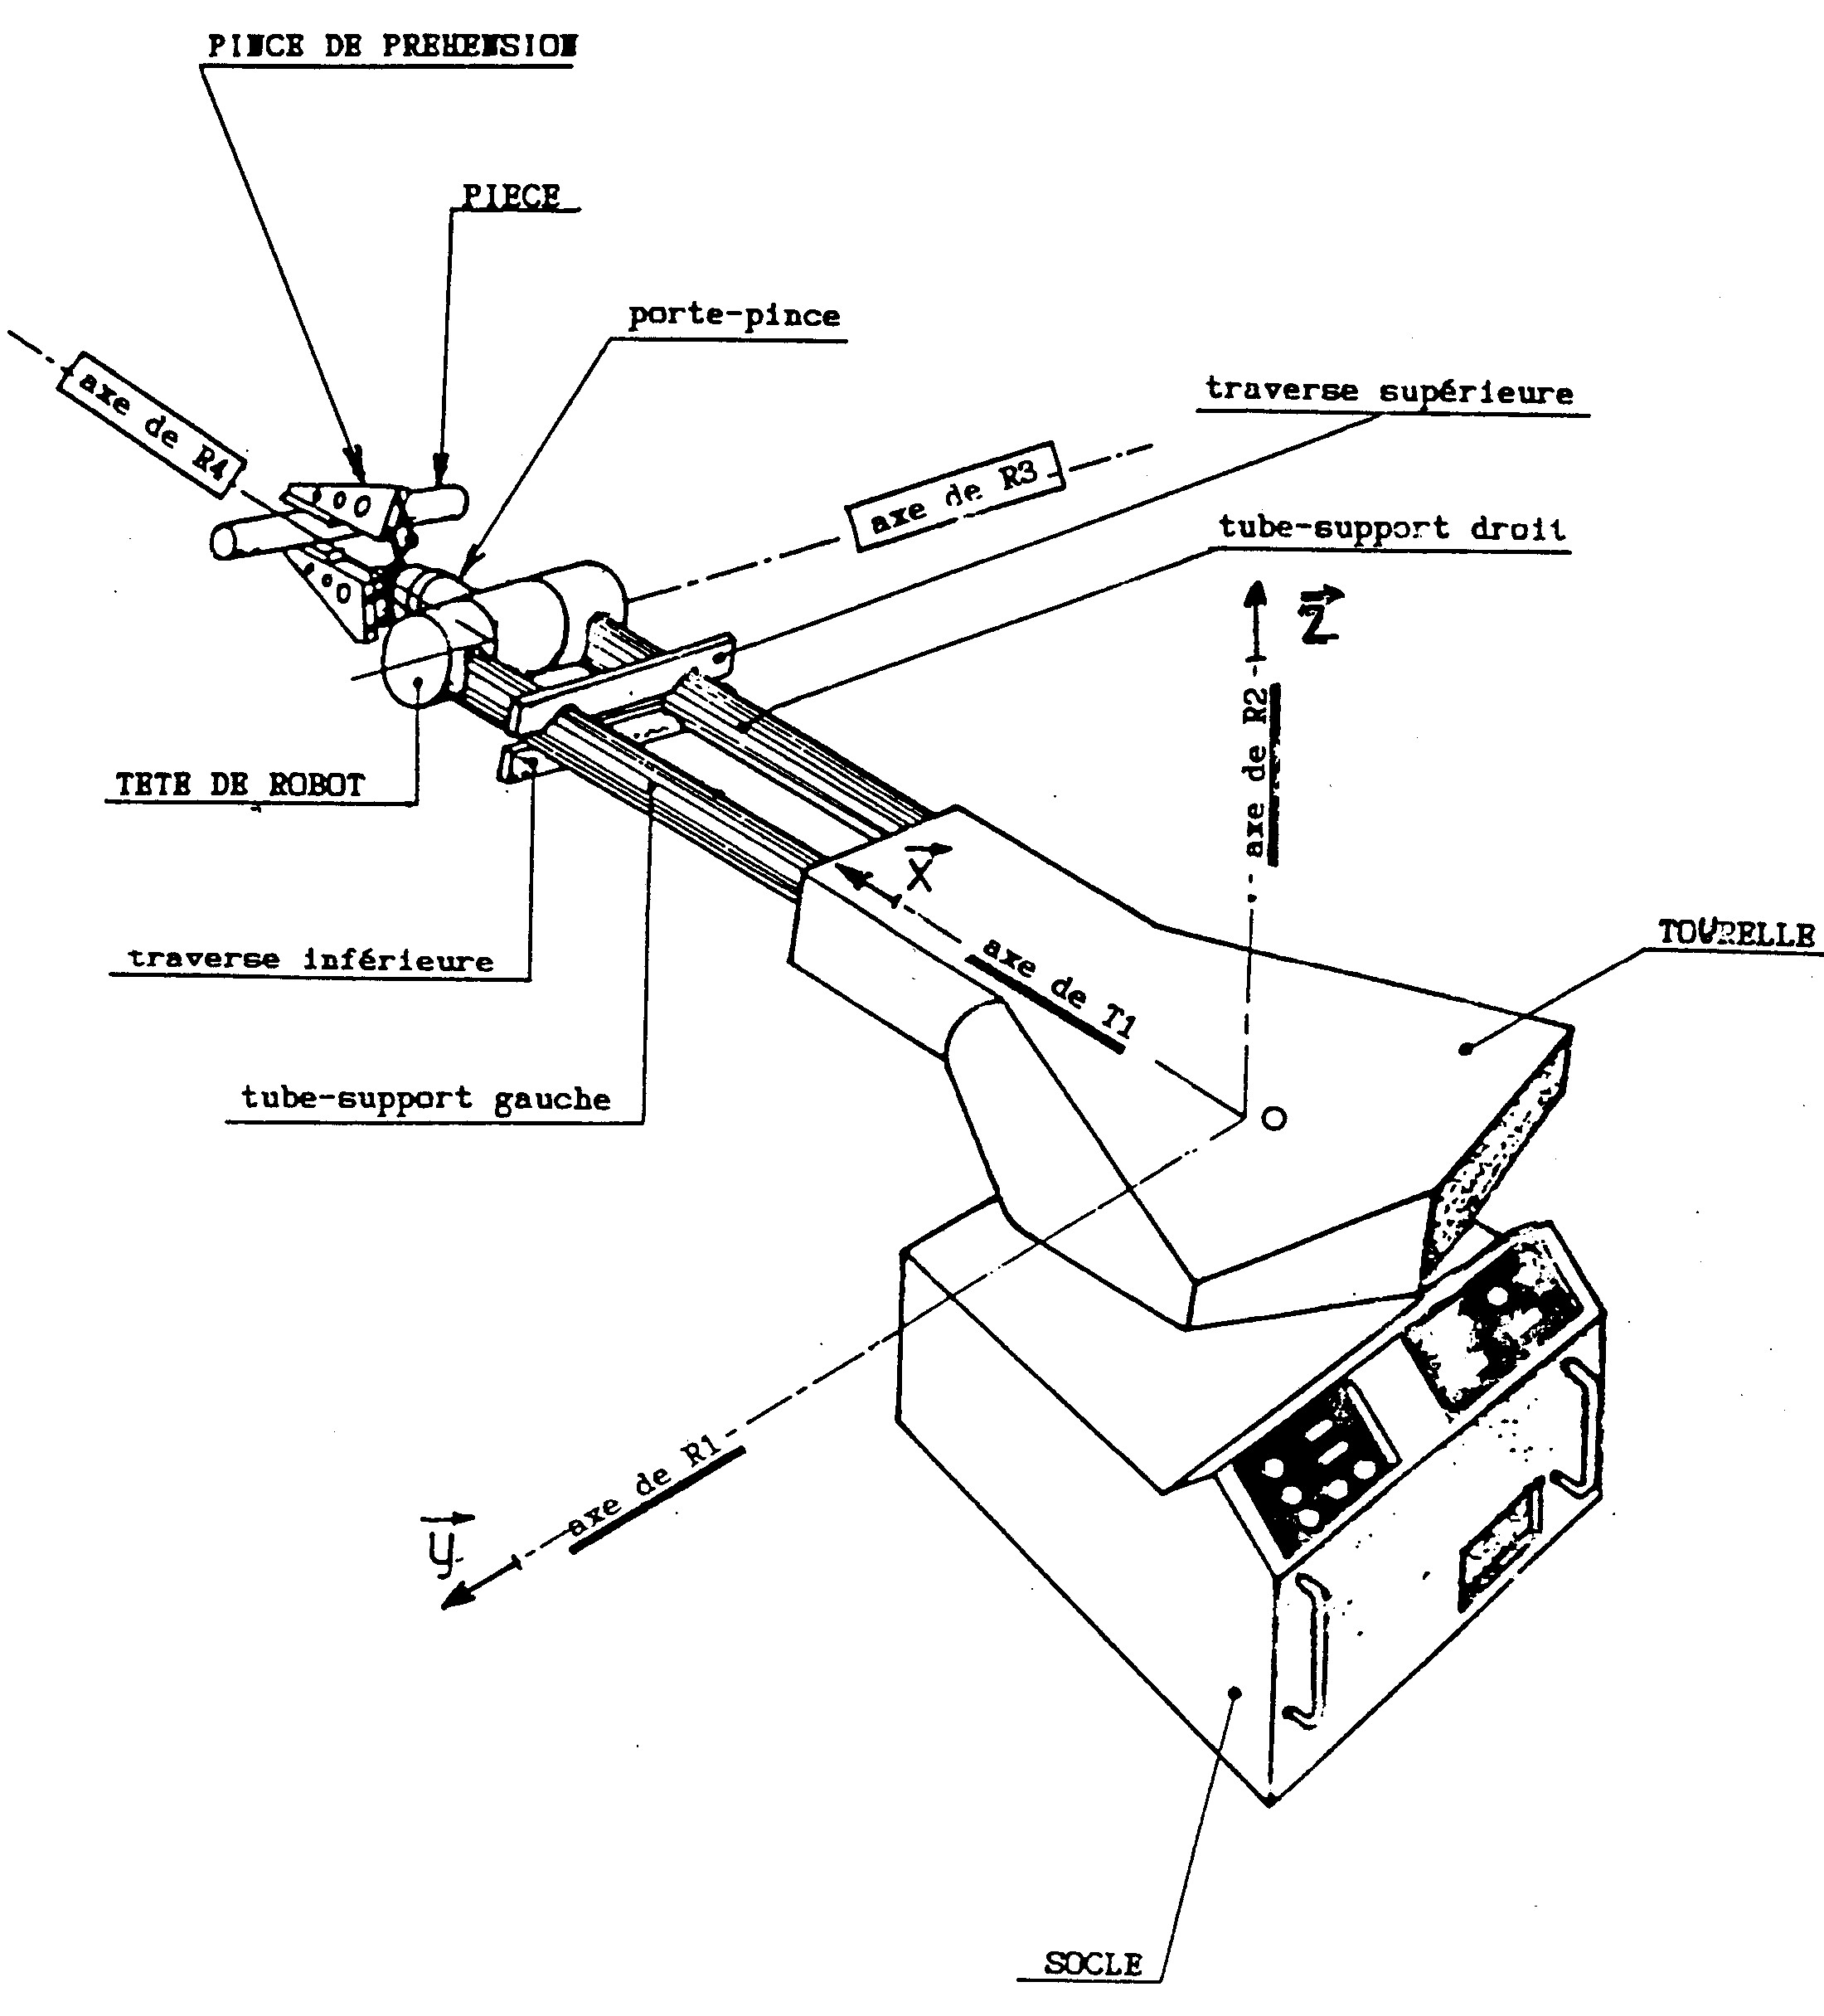 PINCE DE PREHENSION
PIECE
porte-pince
axe de R4
traverse supérieure
axe de R3
tube-support droit
Z
axe de R2
TETE DE ROBOT
X
TOURELLE
traverse inférieure
axe de T1
tube-support gauche
O
axe de R1
y
SOCLE